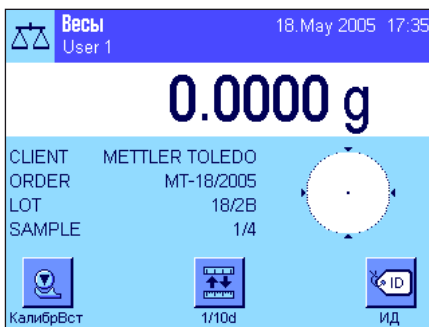 Весы
18.May 2005 17:35
User 1
0.0000 g
CLIENT METTLER TOLEDO
ORDER MT-18/2005
LOT 18/2B
SAMPLE 1/4
ID
КалибрВст
1/10d
ИД